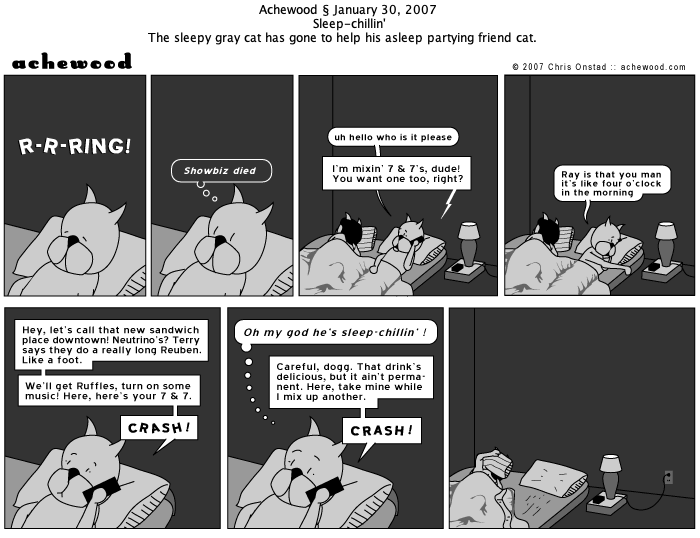 Achewood § January 30, 2007
Sleep-chillin'
The sleepy gray cat has gone to help his asleep partying friend cat.
achewood
© 2007 Chris Onstad :: achewood.com
R-R-RING!
Showbiz died
uh hello who is it please
I'm mixin' 7 & 7's, dude!
You want one too, right?
Ray is that you man
it's like four o'clock
in the morning
Hey, let's call that new sandwich
place downtown! Neutrino's? Terry
says they do a really long Reuben.
Like a foot.
We'll get Ruffles, turn on some
music! Here, here's your 7 & 7.
CRASH!
Oh my god he's sleep-chillin' !
Careful, dogg. That drink's
delicious, but it ain't perma-
nent. Here, take mine while
I mix up another.
CRASH!